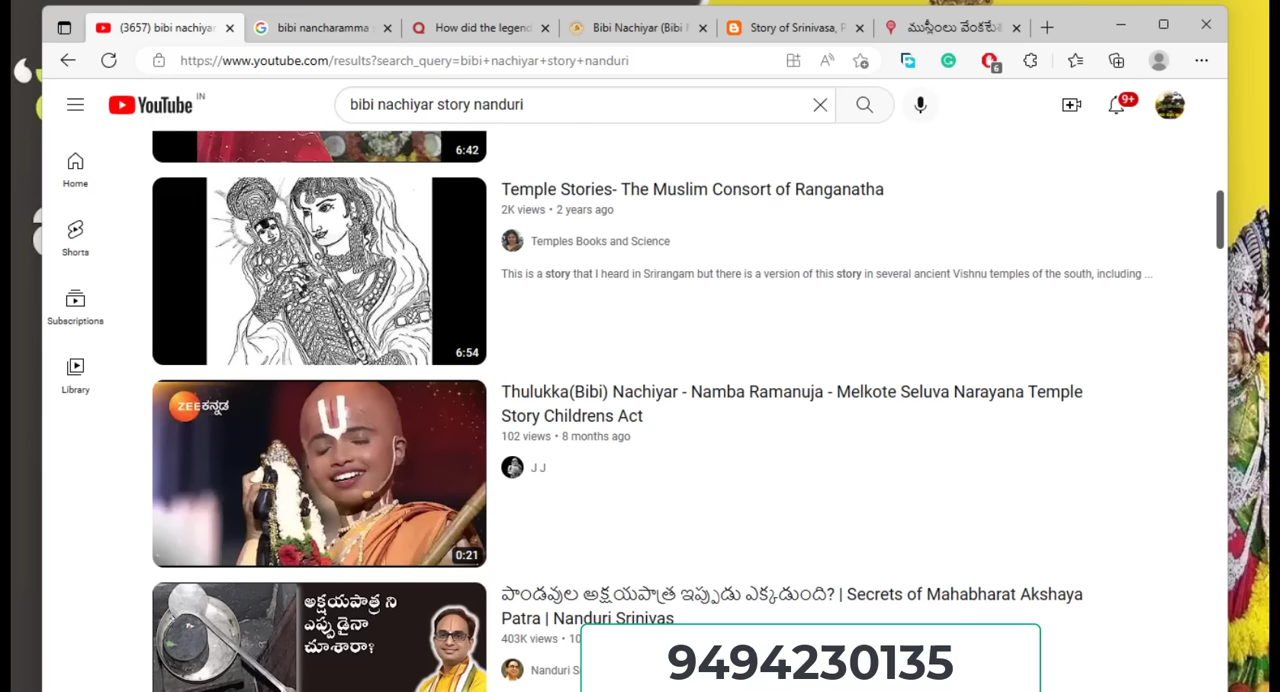 (3657) bibi nachiyar
bibi nancharamma
How did the legend
Bibi Nachiyar (Bibi
Story of Srinivasa, P
ముస్లింలు వేంకటే
https://www.youtube.com/results?search_query=bibi+nachiyar+story+nanduri
6
YouTube IN
bibi nachiyar story nanduri
9+
Home
Shorts
Subscriptions
Library
6:42
Temple Stories- The Muslim Consort of Ranganatha
2K views • 2 years ago
Temples Books and Science
This is a story that I heard in Srirangam but there is a version of this story in several ancient Vishnu temples of the south, including ...
6:54
ZEE ಕನ್ನಡ
Thulukka(Bibi) Nachiyar - Namba Ramanuja - Melkote Seluva Narayana Temple
Story Childrens Act
102 views • 8 months ago
J J
0:21
అక్షయపాత్ర ని
ఎప్పుడైనా
చూశారా?
పాండవుల అక్షయపాత్ర ఇప్పుడు ఎక్కడుంది? | Secrets of Mahabharat Akshaya
Patra | Nanduri Srinivas
403K views • 10
Nanduri S
9494230135